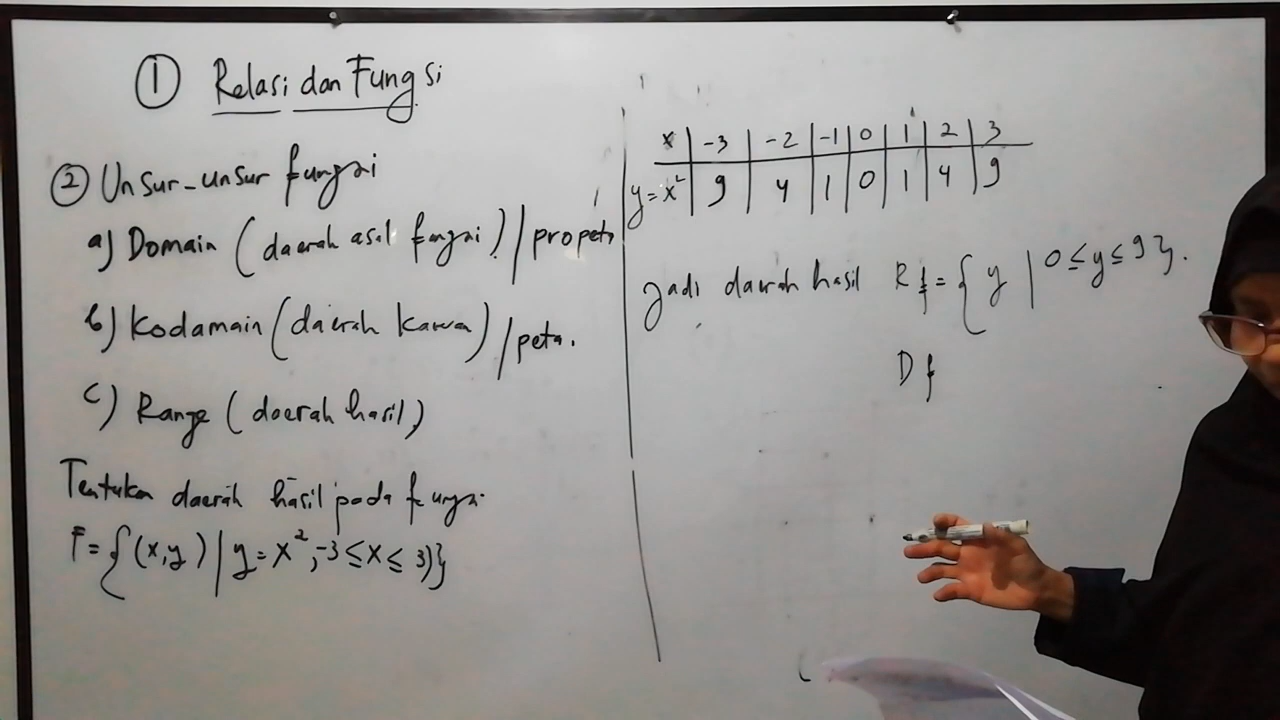 ① Relasi dan Fungsi
② Unsur-unsur fungsi
a) Domain (daerah asal fungsi) / propeta
b) Kodamain (daerah kawan) / peta.
c) Range (daerah hasil)
Tentukan daerah hasil pada fungsi
F = {(x,y) | y = x², -3 ≤ x ≤ 3)}
x | -3 | -2 | -1 | 0 | 1 | 2 | 3
y = x² | 9 | 4 | 1 | 0 | 1 | 4 | 9
Jadi daerah hasil Rf = { y | 0 ≤ y ≤ 9 }.
Df